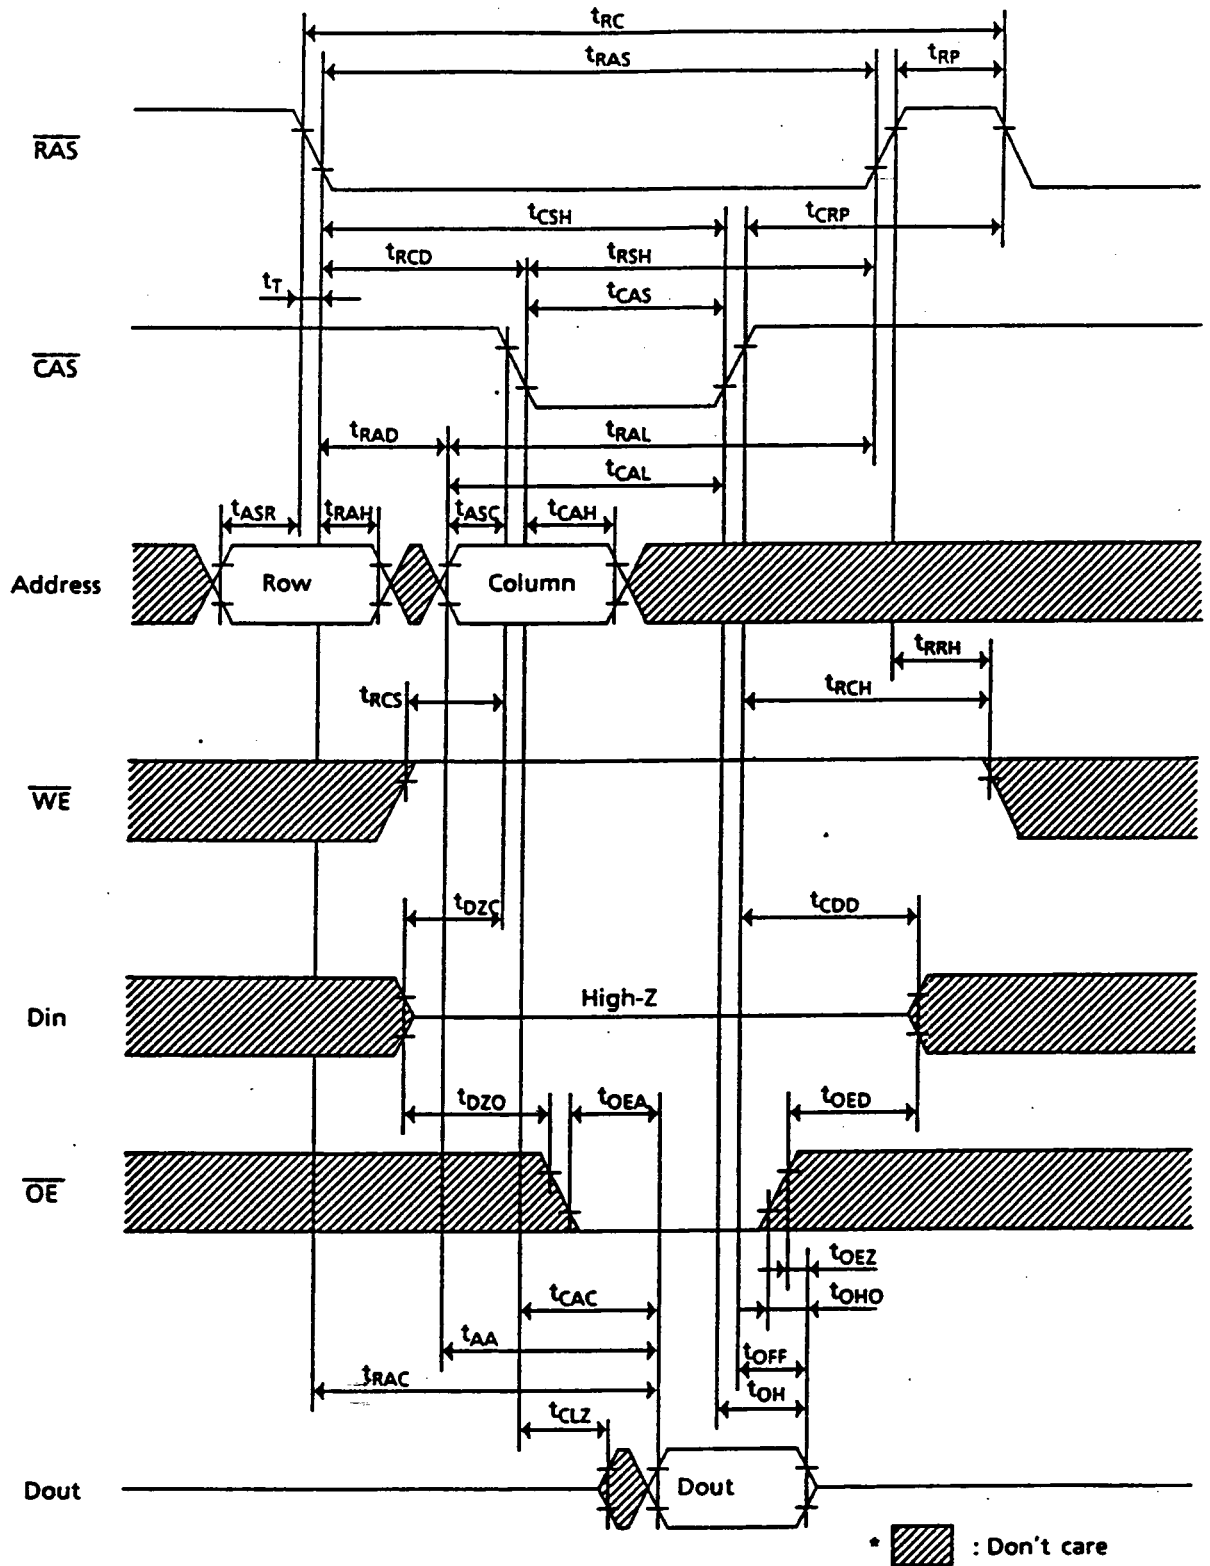 tRC
tRAS
tRP
RAS
tCSH
tCRP
tRCD
tRSH
tT
tCAS
CAS
tRAD
tRAL
tCAL
tASR
tRAH
tASC
tCAH
Address
Row
Column
tRRH
tRCS
tRCH
WE
tDZC
tCDD
Din
High-Z
tDZO
tOEA
tOED
OE
tOEZ
tCAC
tOHO
tAA
tOFF
tRAC
tOH
tCLZ
Dout
Dout
* : Don't care